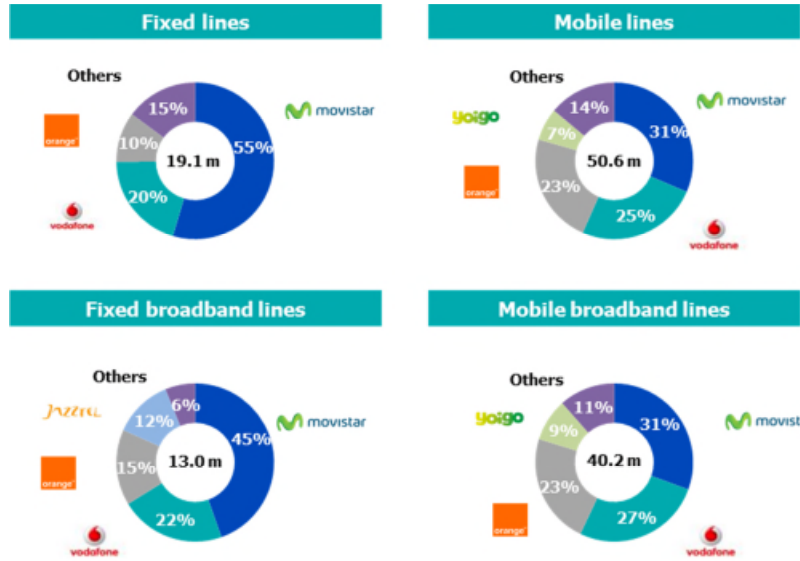 Fixed lines
Others
15%
orange
10%
19.1 m
55%
movistar
20%
vodafone
Mobile lines
Others
14%
yoigo
7%
31%
movistar
50.6 m
orange
23%
25%
vodafone
Fixed broadband lines
Others
6%
Jazztel
12%
45%
movistar
15%
13.0 m
orange
22%
vodafone
Mobile broadband lines
Others
11%
yoigo
9%
31%
movist
40.2 m
23%
orange
27%
vodafone